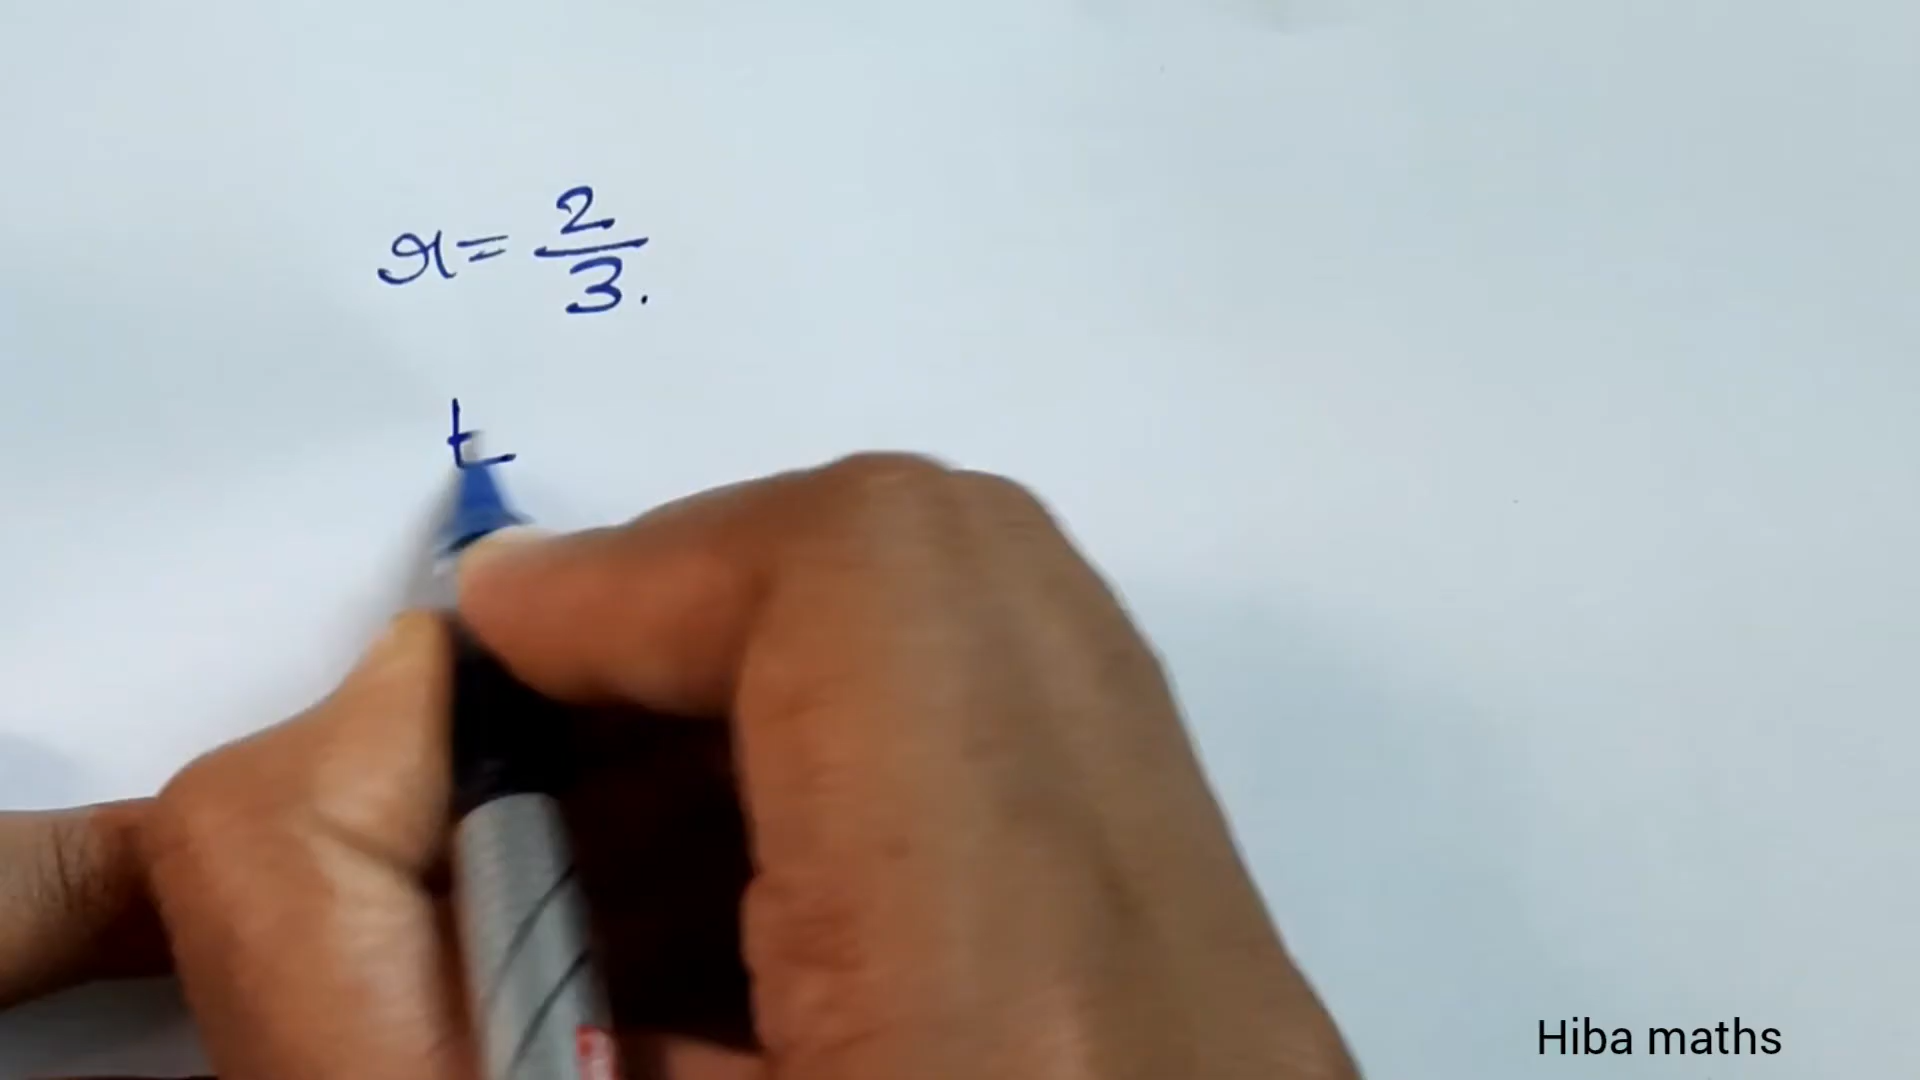 r = 2/3.
t
Hiba maths